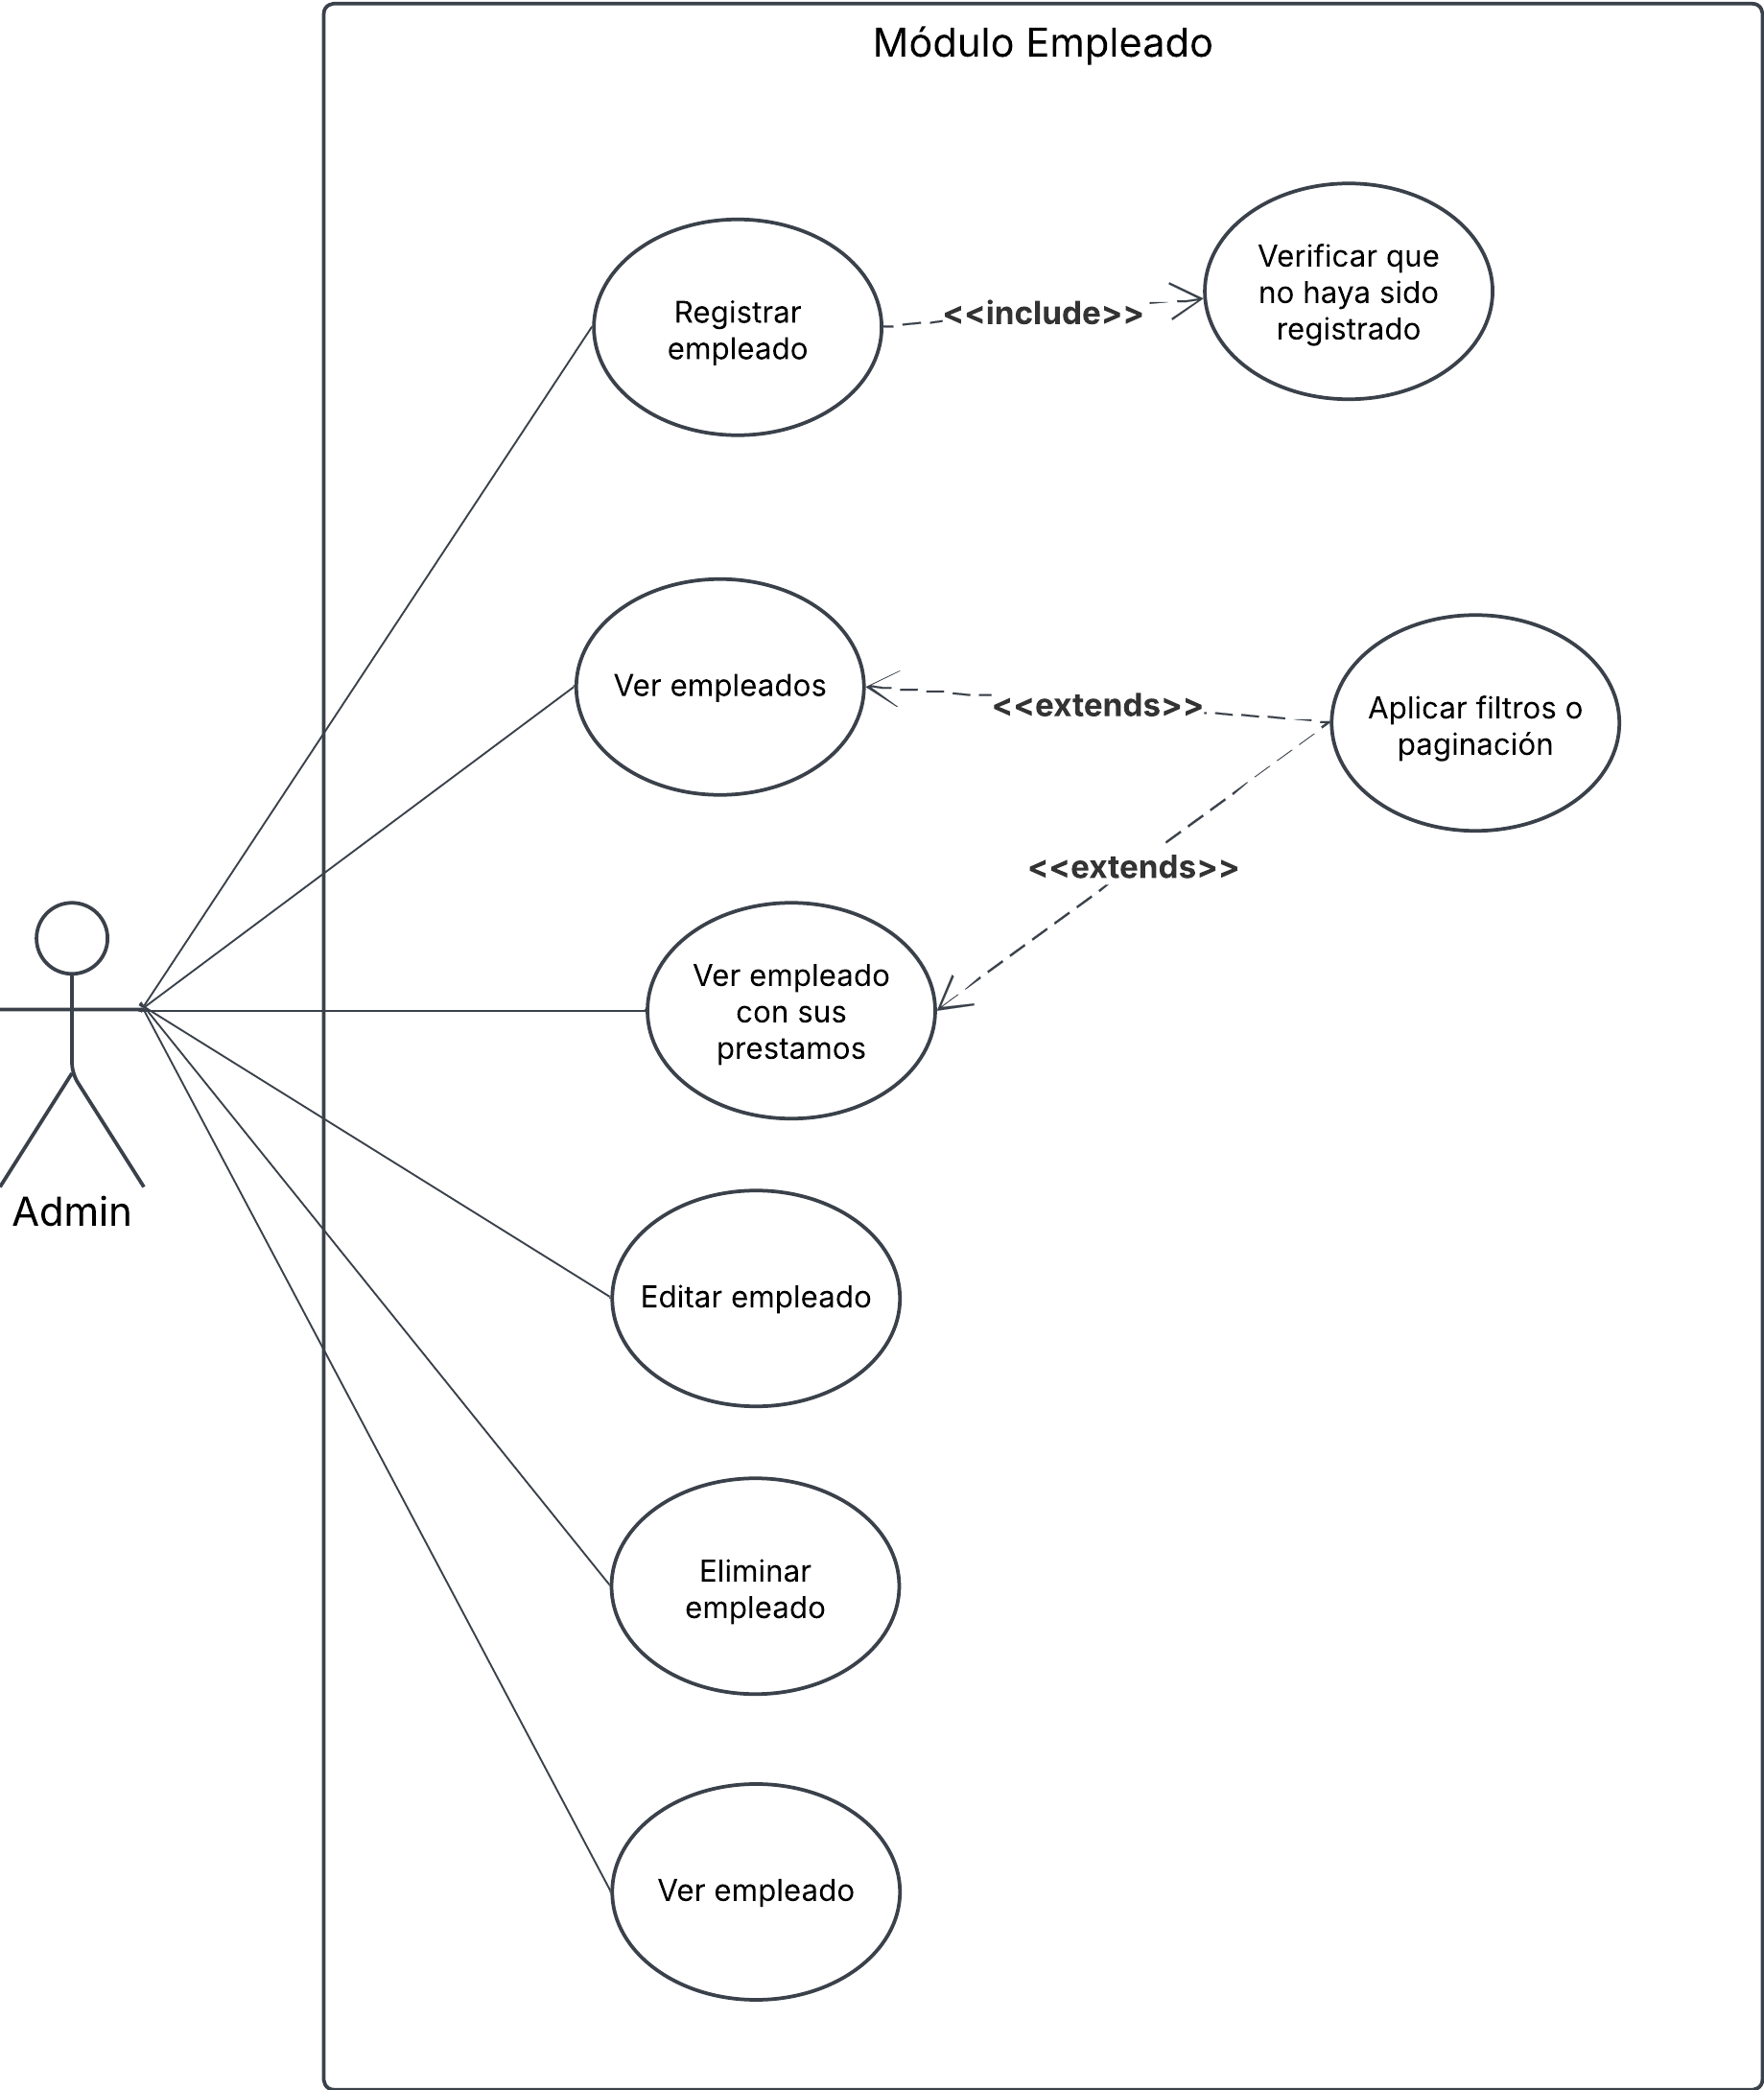 Módulo Empleado
Registrar
empleado
<<include>>
Verificar que
no haya sido
registrado
Ver empleados
<<extends>>
Aplicar filtros o
paginación
<<extends>>
Ver empleado
con sus
prestamos
Admin
Editar empleado
Eliminar
empleado
Ver empleado